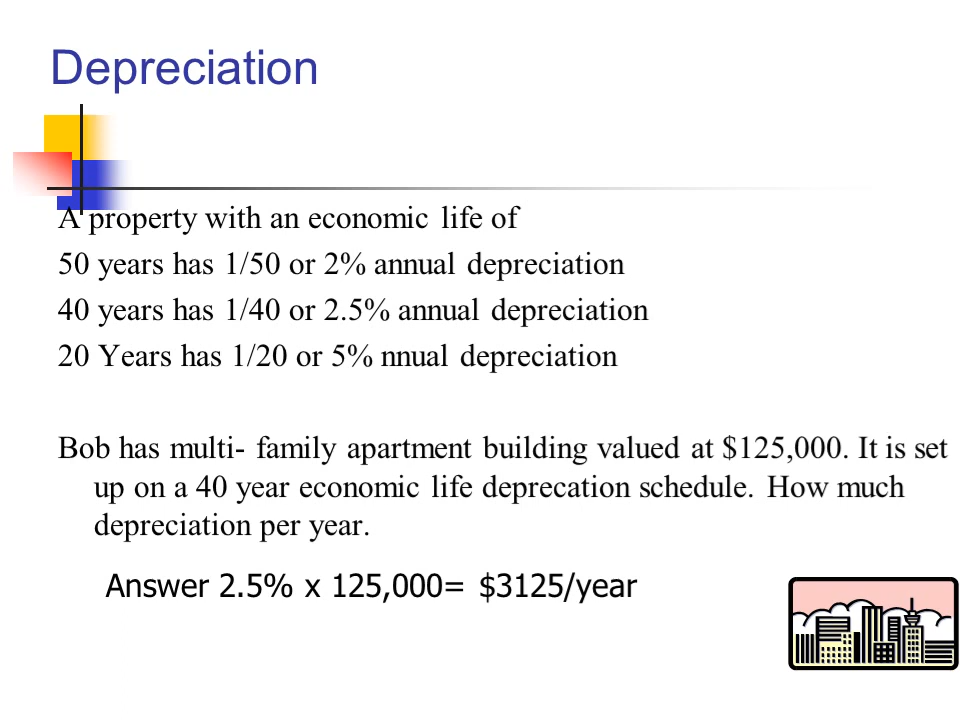 Depreciation
A property with an economic life of
50 years has 1/50 or 2% annual depreciation
40 years has 1/40 or 2.5% annual depreciation
20 Years has 1/20 or 5% nnual depreciation
Bob has multi- family apartment building valued at $125,000. It is set
up on a 40 year economic life deprecation schedule. How much
depreciation per year.
Answer 2.5% x 125,000= $3125/year